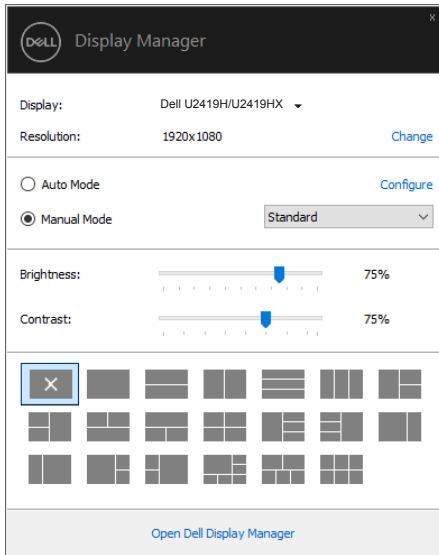 x
DELL Display Manager
Display: Dell U2419H/U2419HX
Resolution: 1920x1080 Change
Auto Mode Configure
Manual Mode Standard
Brightness: 75%
Contrast: 75%
Open Dell Display Manager